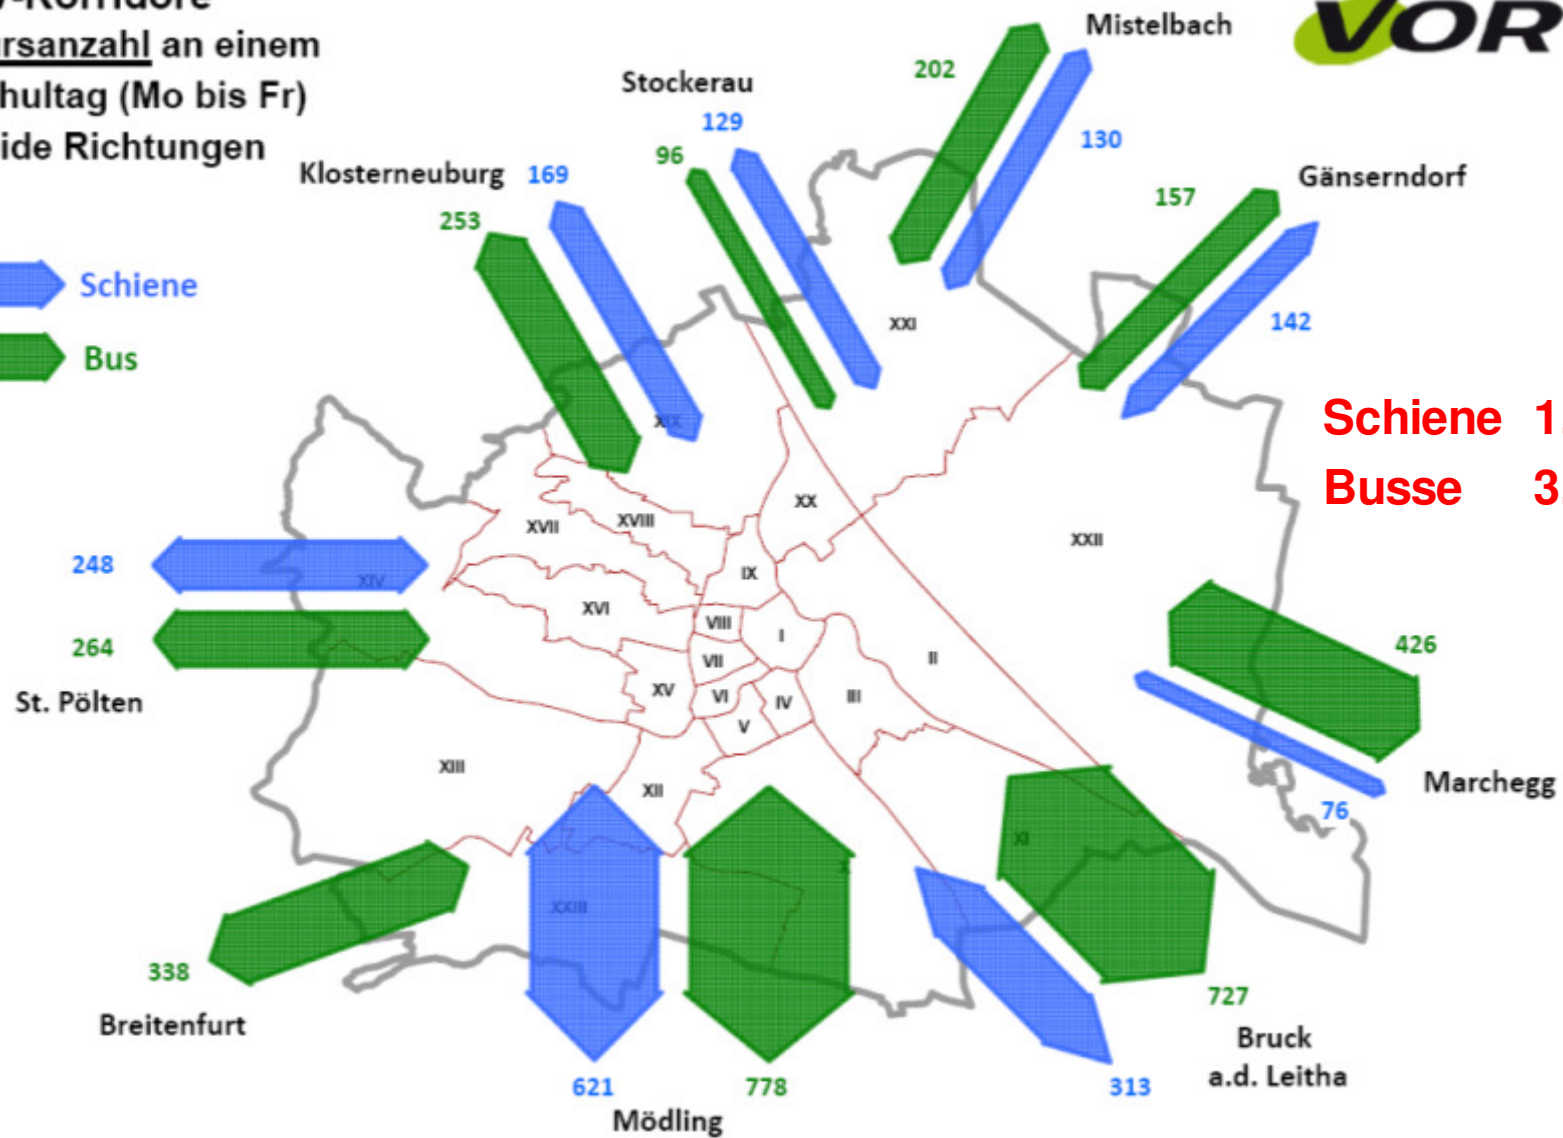 an einem
(Mo bis Fr)
Richtungen
VOR
Schiene
Bus
Mistelbach
202
130
Stockerau
129
96
Klosterneuburg
169
253
Gänserndorf
157
142
Schiene
Busse
XXI
XIX
XX
XVII
XVIII
XXII
IX
248
XIV
XVI
VIII
I
264
VII
II
426
St. Pölten
XV
VI
IV
III
V
XIII
XII
Marchegg
76
XI
X
XXIII
338
Breitenfurt
727
Bruck
a.d. Leitha
621
778
313
Mödling